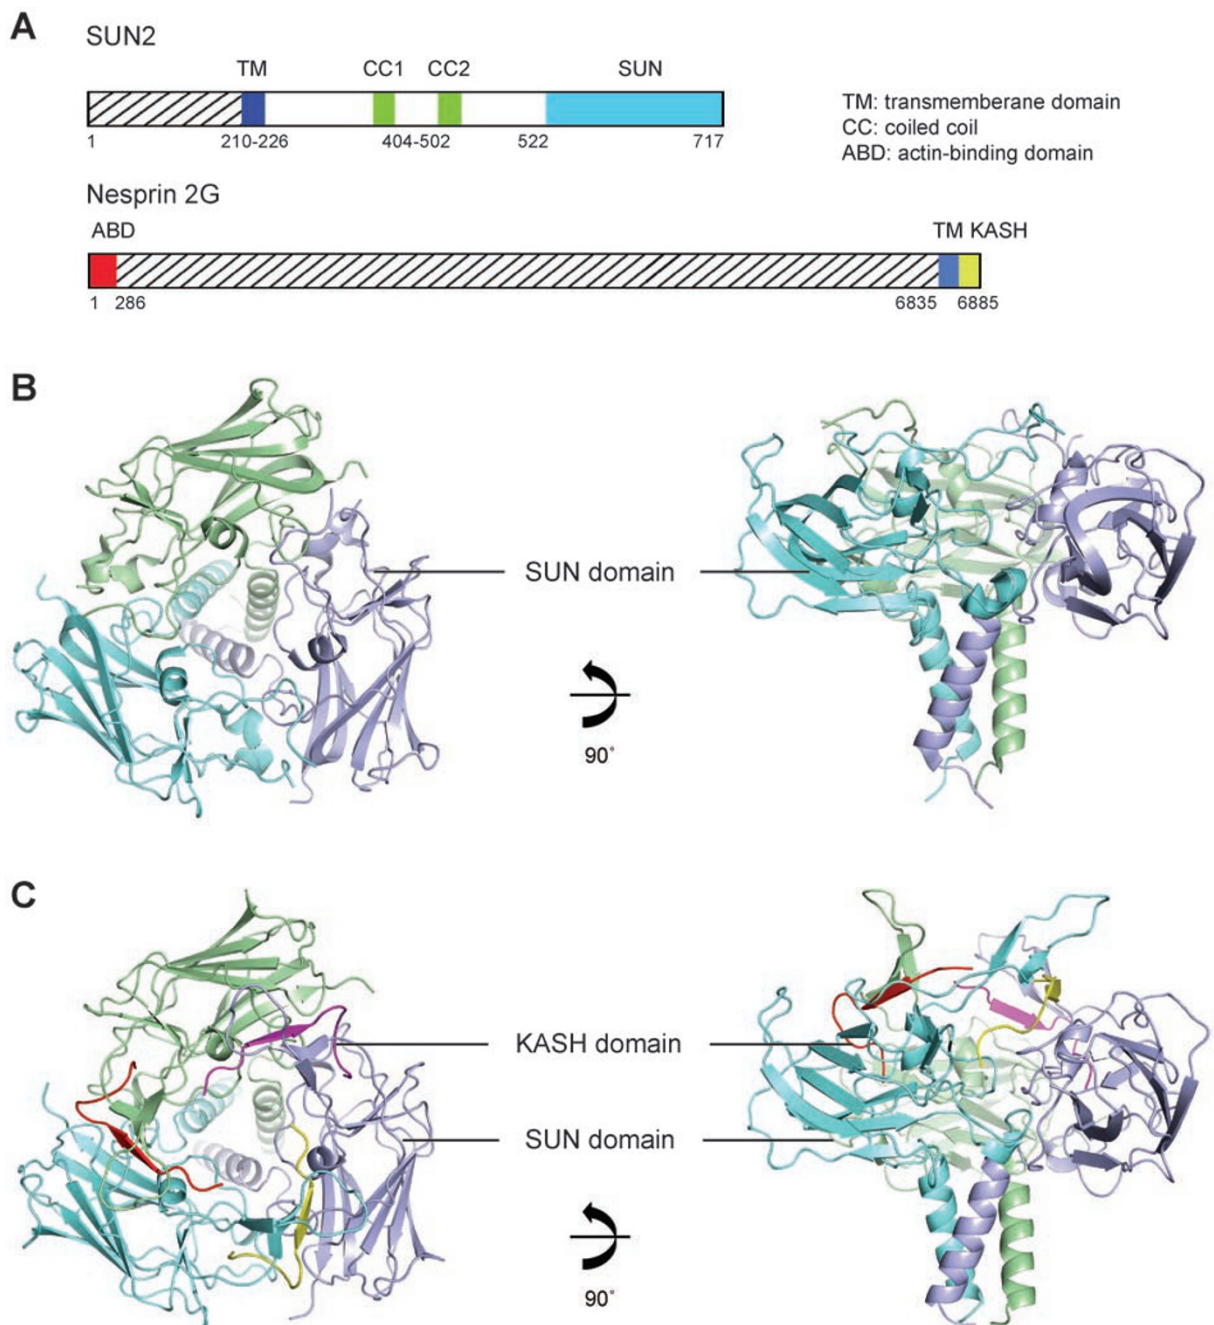 A
SUN2
TM CC1 CC2 SUN
1 210-226 404-502 522 717
TM: transmemberane domain
CC: coiled coil
ABD: actin-binding domain
Nesprin 2G
ABD TM KASH
1 286 6835 6885
B
SUN domain
90°
C
KASH domain
SUN domain
90°